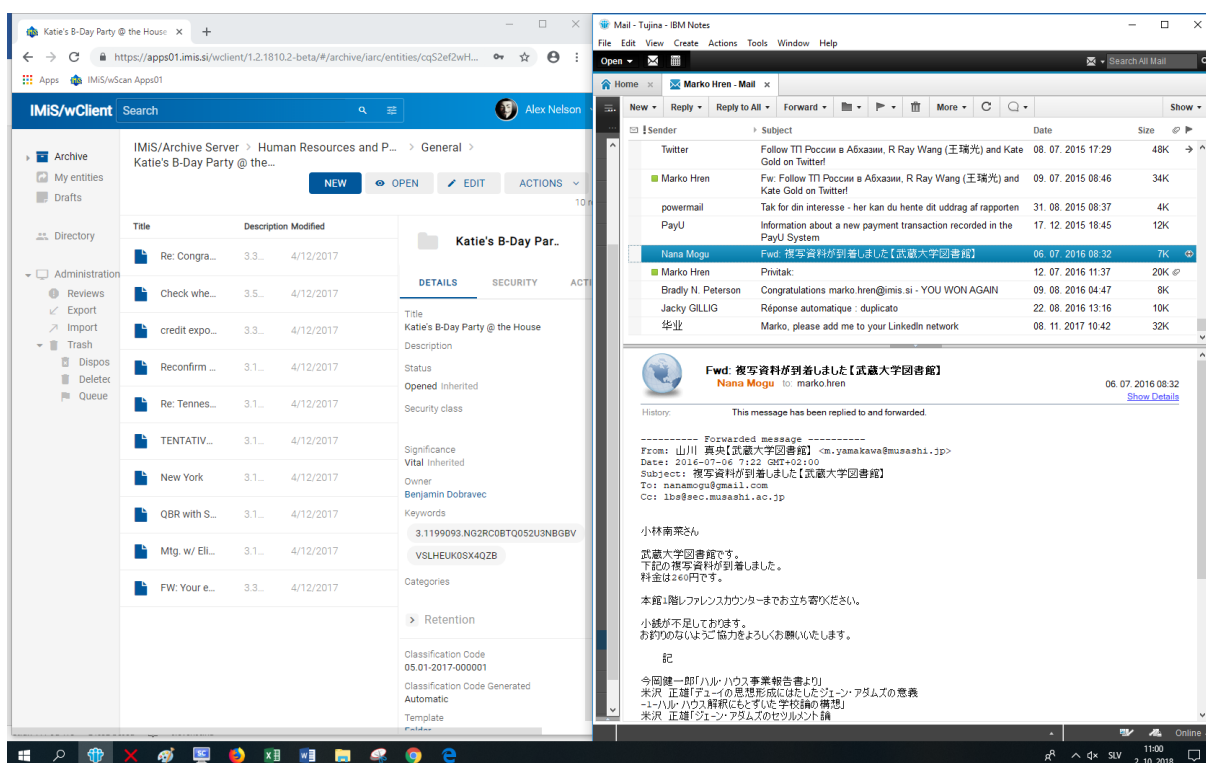 Katie's B-Day Party @ the House
https://apps01.imis.si/wclient/1.2.1810.2-beta/#/archive/iarc/entities/cqS2ef2wH...
Apps IMiS/wScan Apps01
IMiS/wClient Search Alex Nelson
Archive
My entities
Drafts
Directory
Administration
Reviews
Export
Import
Trash
Dispos
Deleted
Queue
IMiS/Archive Server > Human Resources and P... > General >
Katie's B-Day Party @ the...
NEW OPEN EDIT ACTIONS
10 r
Title Description Modified
Re: Congra... 3.3... 4/12/2017
Check whe... 3.5... 4/12/2017
credit expo... 3.3... 4/12/2017
Reconfirm ... 3.1... 4/12/2017
Re: Tennes... 3.1... 4/12/2017
TENTATIV... 3.1... 4/12/2017
New York 3.1... 4/12/2017
QBR with S... 3.1... 4/12/2017
Mtg. w/ Eli... 3.1... 4/12/2017
FW: Your e... 3.3... 4/12/2017
Katie's B-Day Par..
DETAILS SECURITY ACTI
Title
Katie's B-Day Party @ the House
Description
Status
Opened Inherited
Security class
Significance
Vital Inherited
Owner
Benjamin Dobravec
Keywords
3.1199093.NG2RC0BTQ052U3NBGBV
VSLHEUK0SX4QZB
Categories
Retention
Classification Code
05.01-2017-000001
Classification Code Generated
Automatic
Template
Mail - Tujina - IBM Notes
File Edit View Create Actions Tools Window Help
Open Search All Mail
Home Marko Hren - Mail
New Reply Reply to All Forward More Show
Sender Subject Date Size
Twitter Follow ТП России в Абхазии, R Ray Wang (王瑞光) and Kate 08. 07. 2015 17:29 48K
Gold on Twitter!
Marko Hren Fw: Follow ТП России в Абхазии, R Ray Wang (王瑞光) and 09. 07. 2015 08:46 34K
Kate Gold on Twitter!
powermail Tak for din interesse - her kan du hente dit uddrag af rapporten 31. 08. 2015 08:37 4K
PayU Information about a new payment transaction recorded in the 17. 12. 2015 18:45 12K
PayU System
Nana Mogu Fwd: 複写資料が到着しました【武蔵大学図書館】 06. 07. 2016 08:32 7K
Marko Hren Privitak: 12. 07. 2016 11:37 20K
Bradly N. Peterson Congratulations marko.hren@imis.si - YOU WON AGAIN 09. 08. 2016 04:47 8K
Jacky GILLIG Réponse automatique : duplicato 22. 08. 2016 13:16 10K
华业 Marko, please add me to your LinkedIn network 08. 11. 2017 10:42 32K
Fwd: 複写資料が到着しました【武蔵大学図書館】
Nana Mogu to: marko.hren 06. 07. 2016 08:32
Show Details
History: This message has been replied to and forwarded.
---------- Forwarded message ----------
From: 山川 真央【武蔵大学図書館】 <m.yamakawa@musashi.jp>
Date: 2016-07-06 7:22 GMT+02:00
Subject: 複写資料が到着しました【武蔵大学図書館】
To: nanamogu@gmail.com
Cc: lbs@sec.musashi.ac.jp
小林南菜さん
武蔵大学図書館です。
下記の複写資料が到着しました。
料金は260円です。
本館1階レファレンスカウンターまでお立ち寄りください。
小銭が不足しております。
お釣りのないようご協力をよろしくお願いいたします。
記
今岡健一郎「ハル・ハウス事業報告書より」
米沢 正雄「デューイの思想形成にはたしたジェーン・アダムズの意義
-1-ハル・ハウス解釈にもとずいた学校論の構想」
米沢 正雄「ジェーン・アダムズのセツルメント論
Online
SLV 11:00
2. 10. 2018